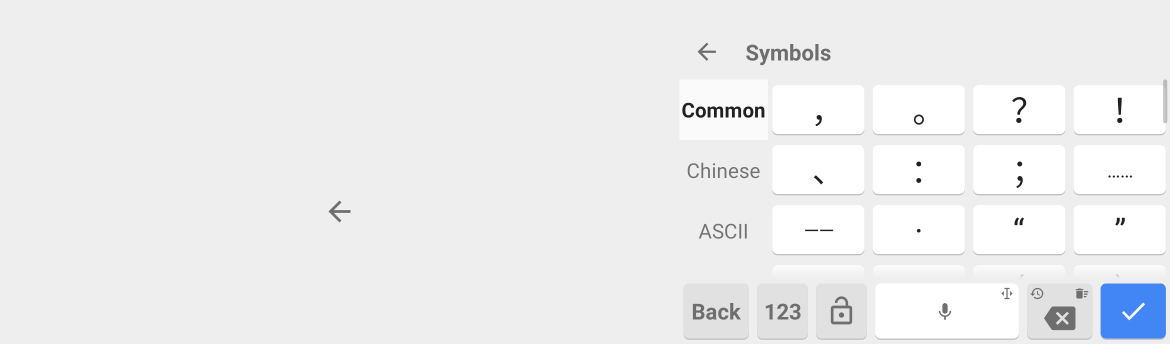 Symbols
Common , 。 ? !
Chinese 、 : ; ……
ASCII —— · “ ”
Back 123